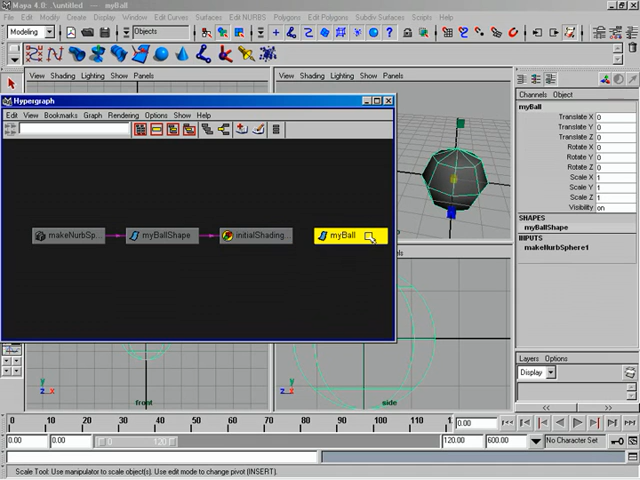 Maya 4.0. .\untitled --- myBall
File Edit Modify Create Display Window Edit Curves Surfaces Edit NURBS Polygons Edit Polygons Subdiv Surfaces Curves Scripts Help
Modeling Objects
View Shading Lighting Show Panels
View Shading Lighting Show Panels
Channels Object
Hypergraph
Edit View Bookmarks Graph Rendering Options Show Help
myBall
Translate X 0
Translate Y 0
Translate Z 0
Rotate X 0
Rotate Y 0
Rotate Z 0
Scale X 1
Scale Y 1
Scale Z 1
Visibility on
SHAPES
myBallShape
INPUTS
makeNurbSphere1
makeNurbSp... myBallShape initialShading... myBall
Panels
Layers Options
Display
y
z x
front
y
z x
side
0 10 20 30 40 50 60 70 80 90 100 110 0.00
0.00 0.00 0 120 120.00 600.00 No Character Set
Scale Tool: Use manipulator to scale object(s). Use edit mode to change pivot (INSERT).